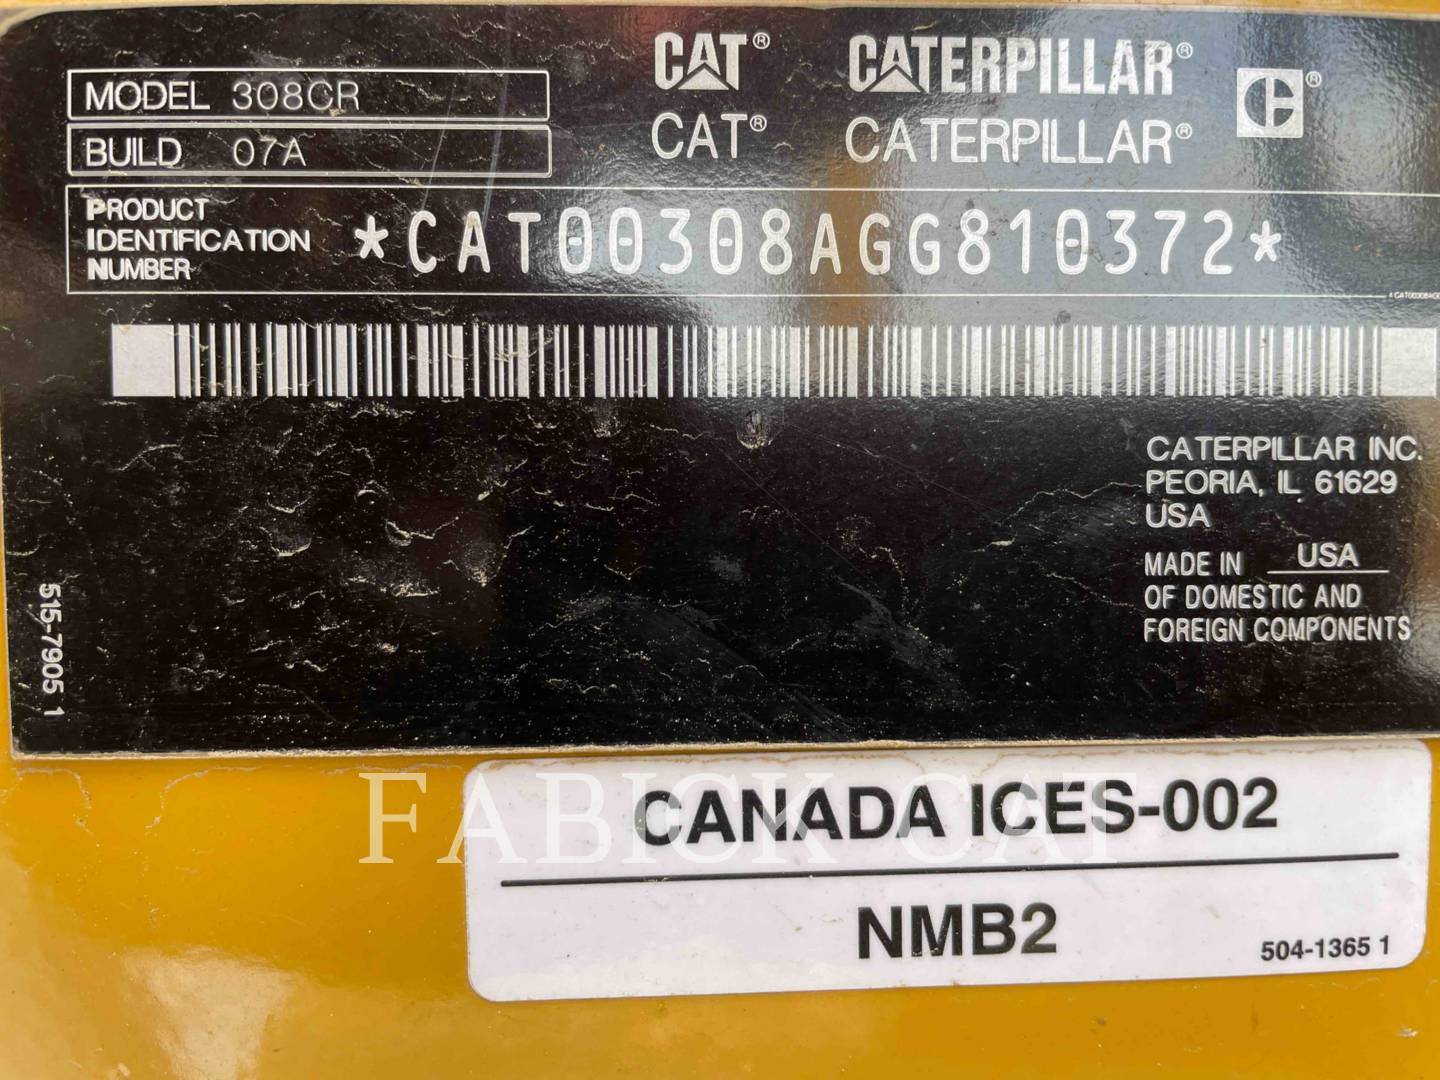 CAT® CATERPILLAR® ®
CAT® CATERPILLAR®
MODEL 308CR
BUILD 07A
PRODUCT
IDENTIFICATION
NUMBER
*CAT00308AGG810372*
CATERPILLAR INC.
PEORIA, IL 61629
USA
MADE IN USA
OF DOMESTIC AND
FOREIGN COMPONENTS
515-7905 1
FABICK CAT
CANADA ICES-002
NMB2
504-1365 1